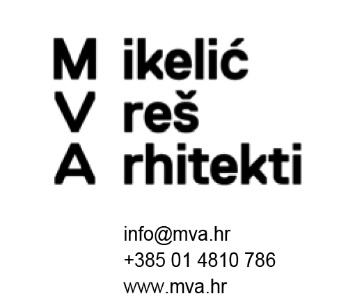 M ikelić
V reš
A rhitekti
info@mva.hr
+385 01 4810 786
www.mva.hr